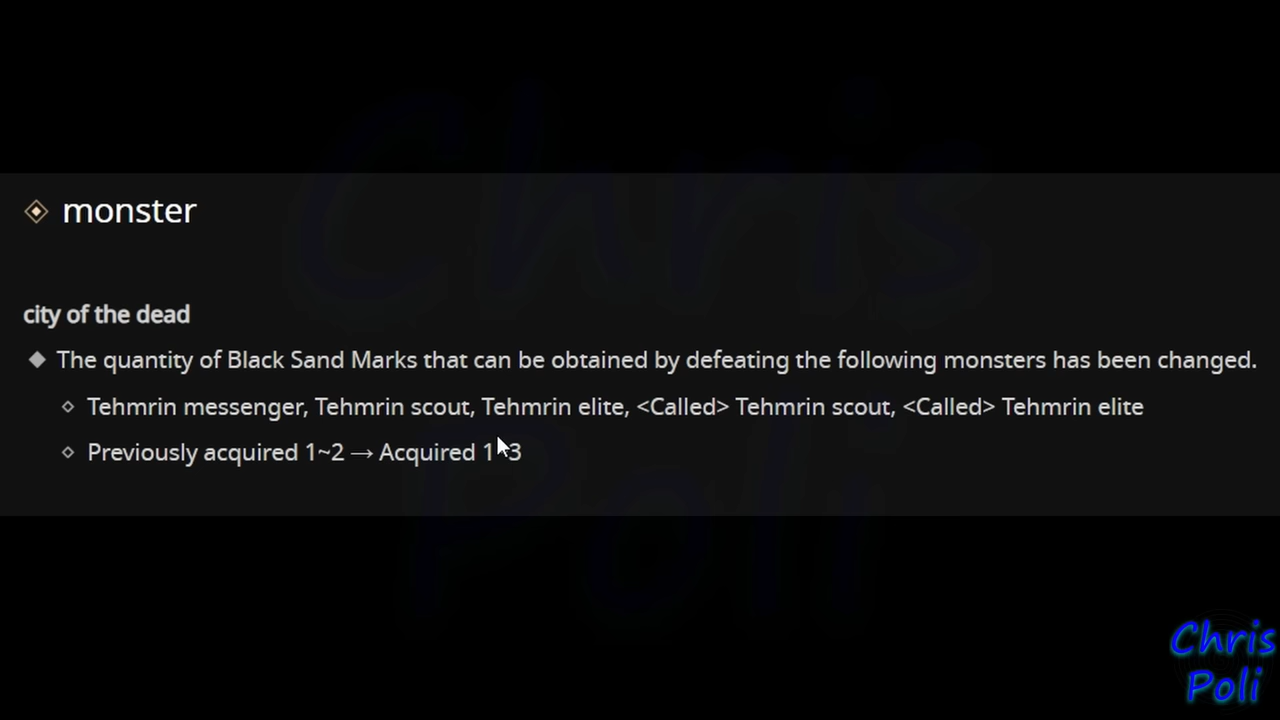 monster
city of the dead
The quantity of Black Sand Marks that can be obtained by defeating the following monsters has been changed.
Tehmrin messenger, Tehmrin scout, Tehmrin elite, <Called> Tehmrin scout, <Called> Tehmrin elite
Previously acquired 1~2 → Acquired 1~3
Chris
Poli
Chris
Poli